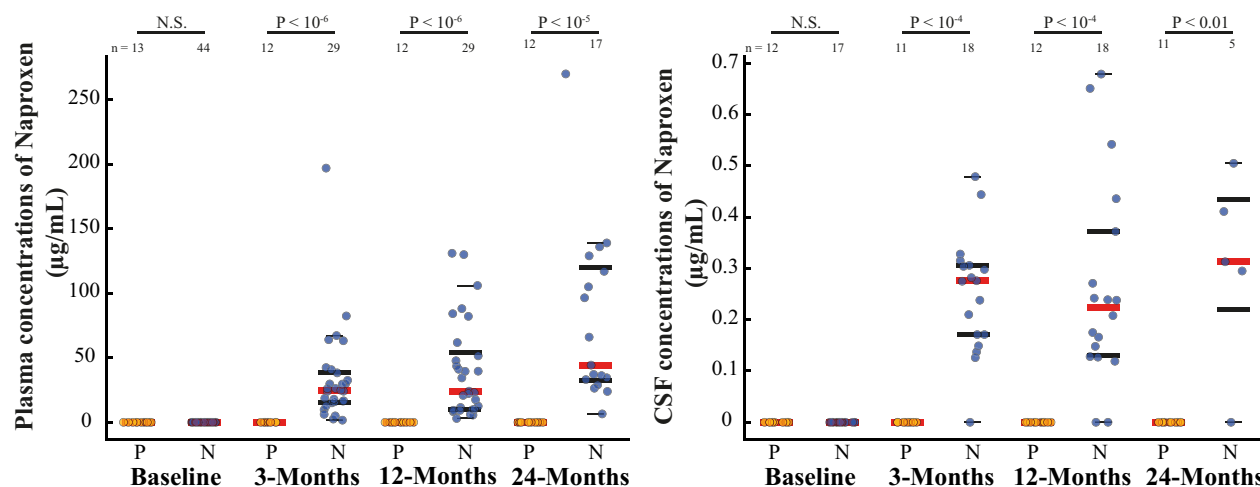 N.S.
P < 10-6
P < 10-6
P < 10-5
n = 13
44
12
29
12
29
12
17
Plasma concentrations of Naproxen
(µg/mL)
250
200
150
100
50
0
P
N
P
N
P
N
P
N
Baseline
3-Months
12-Months
24-Months
N.S.
P < 10-4
P < 10-4
P < 0.01
n = 12
17
11
18
12
18
11
5
CSF concentrations of Naproxen
(µg/mL)
0.7
0.6
0.5
0.4
0.3
0.2
0.1
0
P
N
P
N
P
N
P
N
Baseline
3-Months
12-Months
24-Months